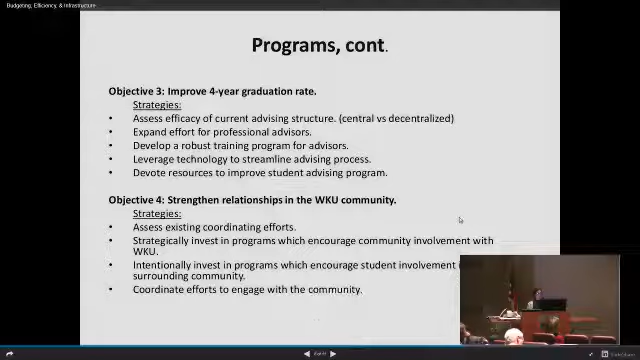 Budgeting, Efficiency, & Infrastructure
Programs, cont.
Objective 3: Improve 4-year graduation rate.
Strategies:
• Assess efficacy of current advising structure. (central vs decentralized)
• Expand effort for professional advisors.
• Develop a robust training program for advisors.
• Leverage technology to streamline advising process.
• Devote resources to improve student advising program.
Objective 4: Strengthen relationships in the WKU community.
Strategies:
• Assess existing coordinating efforts.
• Strategically invest in programs which encourage community involvement with
WKU.
• Intentionally invest in programs which encourage student involvement
surrounding community.
• Coordinate efforts to engage with the community.